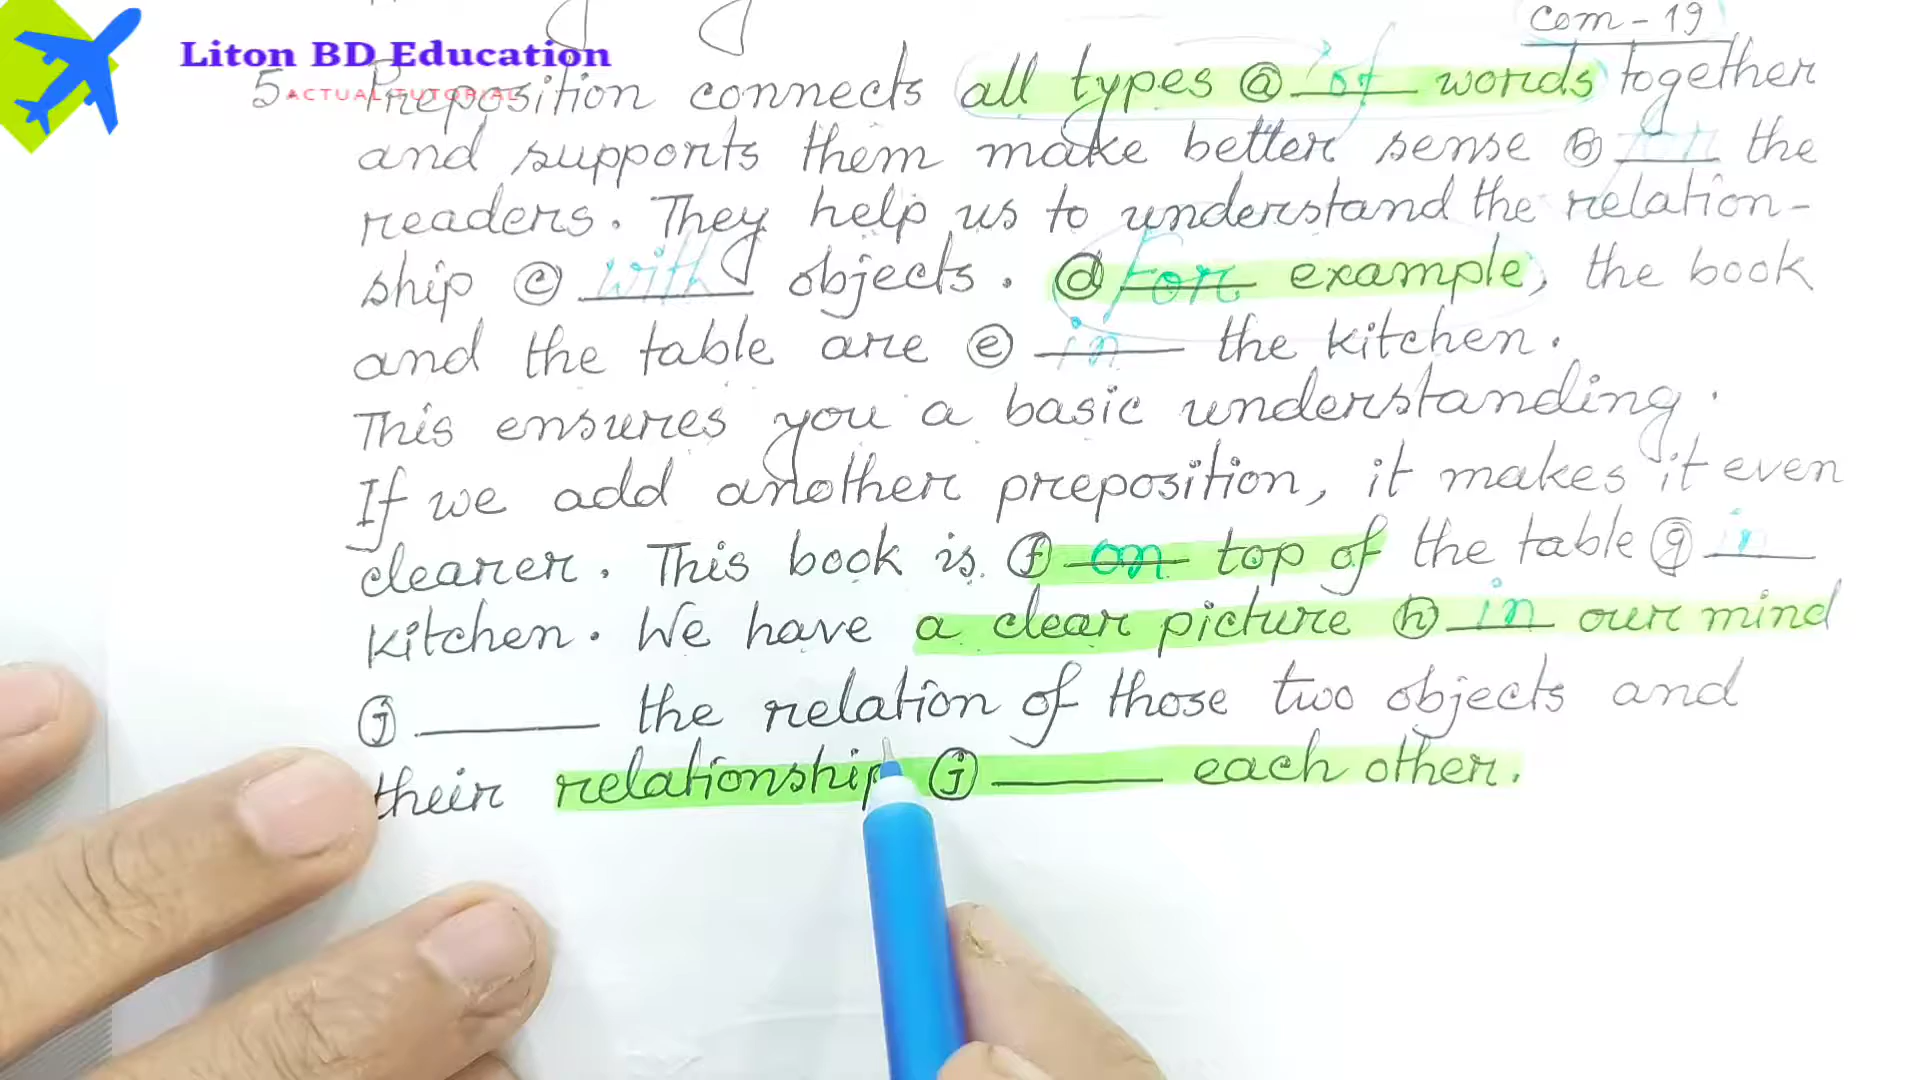 com - 19
Liton BD Education
ACTUAL TUTORIAL
5. Preposition connects all types ⓐ of words together
and supports them make better sense ⓑ for the
readers. They help us to understand the relation-
ship ⓒ with objects. ⓓ For example, the book
and the table are ⓔ in the kitchen.
This ensures you a basic understanding.
If we add another preposition, it makes it even
clearer. This book is ⓕ on top of the table ⓖ in
kitchen. We have a clear picture ⓗ in our mind
ⓘ ______ the relation of those two objects and
their relationship ⓙ ______ each other.